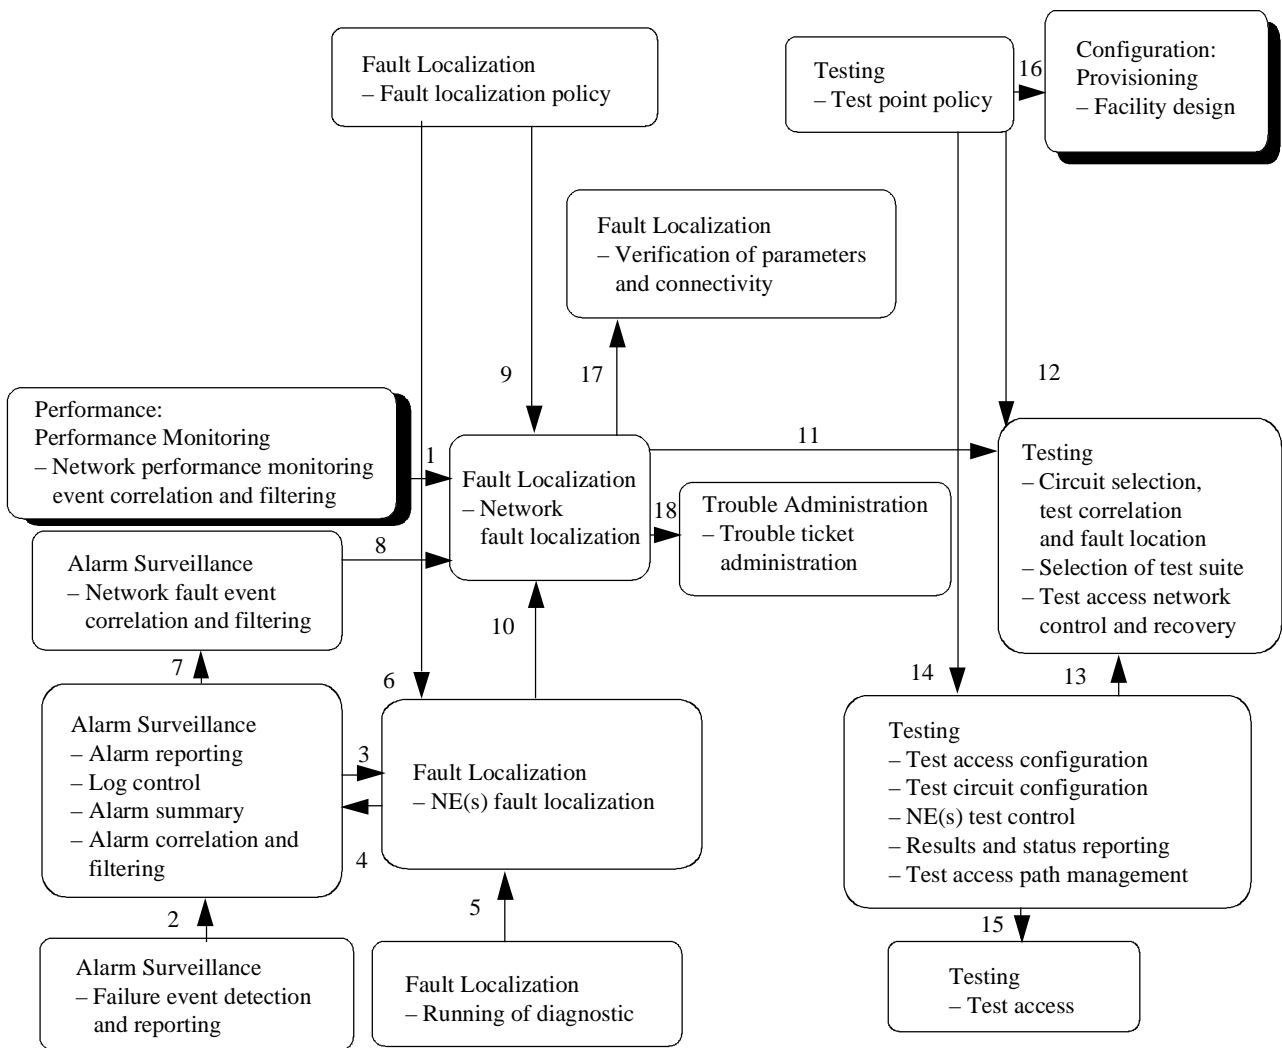 Fault Localization
– Fault localization policy
Testing
– Test point policy
16
Configuration:
Provisioning
– Facility design
Fault Localization
– Verification of parameters
and connectivity
9
17
12
Performance:
Performance Monitoring
– Network performance monitoring
event correlation and filtering
1
11
Fault Localization
– Network
fault localization
18
Trouble Administration
– Trouble ticket
administration
Testing
– Circuit selection,
test correlation
and fault location
– Selection of test suite
– Test access network
control and recovery
8
Alarm Surveillance
– Network fault event
correlation and filtering
10
7
6
14
13
Alarm Surveillance
– Alarm reporting
– Log control
– Alarm summary
– Alarm correlation and
filtering
3
4
Fault Localization
– NE(s) fault localization
Testing
– Test access configuration
– Test circuit configuration
– NE(s) test control
– Results and status reporting
– Test access path management
2
5
15
Alarm Surveillance
– Failure event detection
and reporting
Fault Localization
– Running of diagnostic
Testing
– Test access